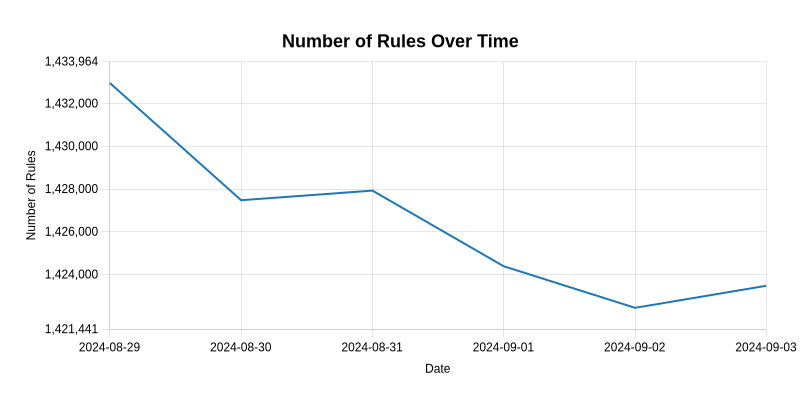 Number of Rules Over Time
1,433,964
1,432,000
1,430,000
1,428,000
1,426,000
1,424,000
1,421,441
Number of Rules
2024-08-29 2024-08-30 2024-08-31 2024-09-01 2024-09-02 2024-09-03
Date